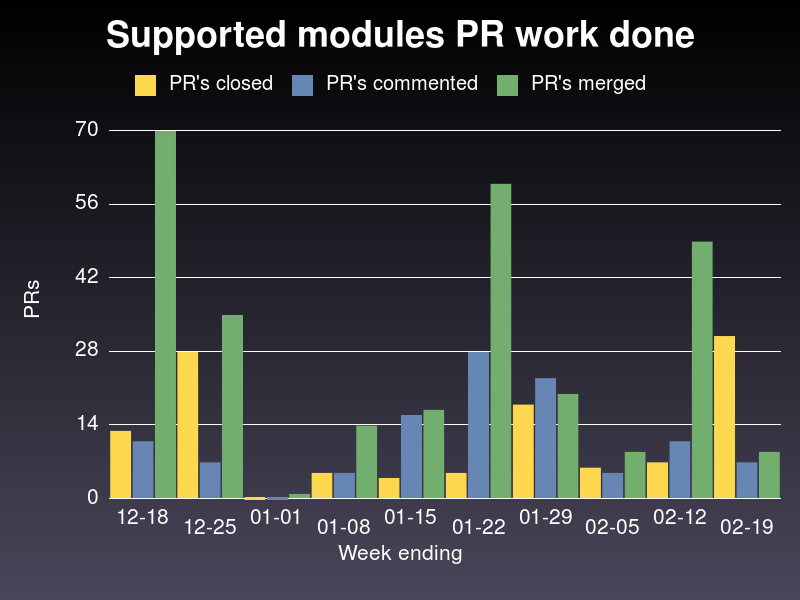 Supported modules PR work done
PR's closed PR's commented PR's merged
70
56
42
28
14
0
PRs
12-18 12-25 01-01 01-08 01-15 01-22 01-29 02-05 02-12 02-19
Week ending